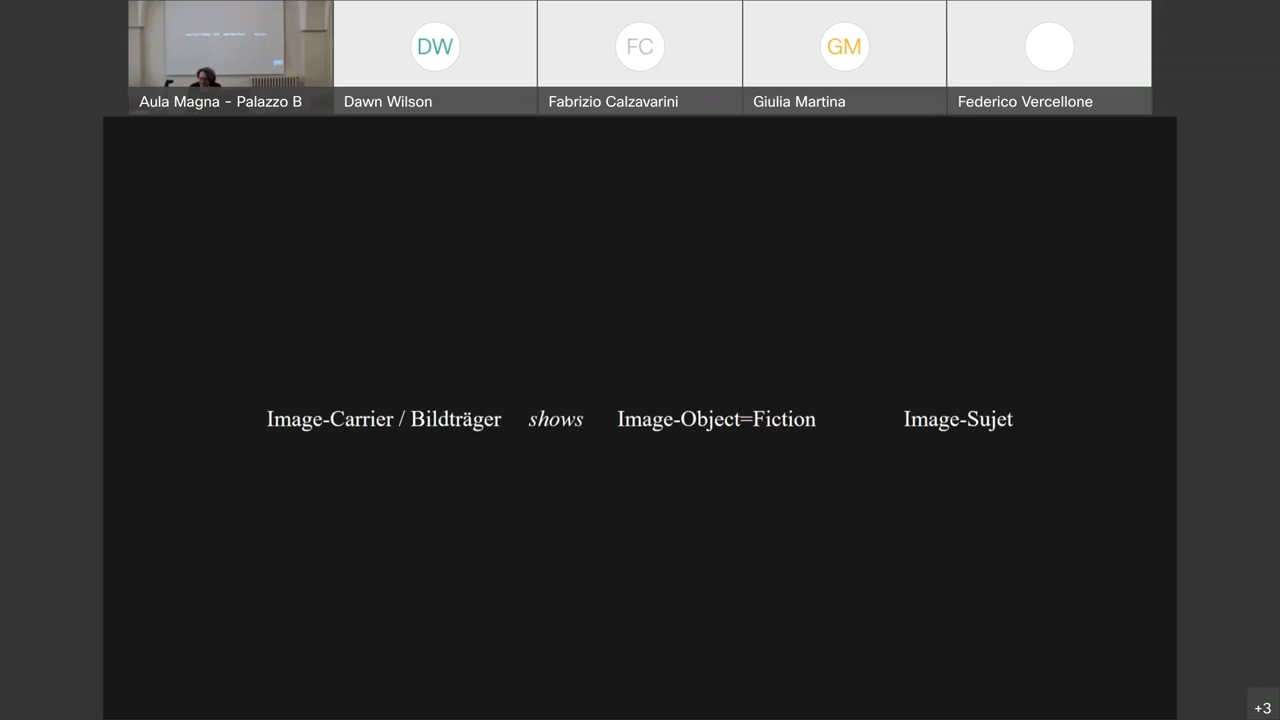 DW
FC
GM
Aula Magna - Palazzo B
Dawn Wilson
Fabrizio Calzavarini
Giulia Martina
Federico Vercellone
Image-Carrier / Bildträger shows Image-Object=Fiction Image-Sujet
+3